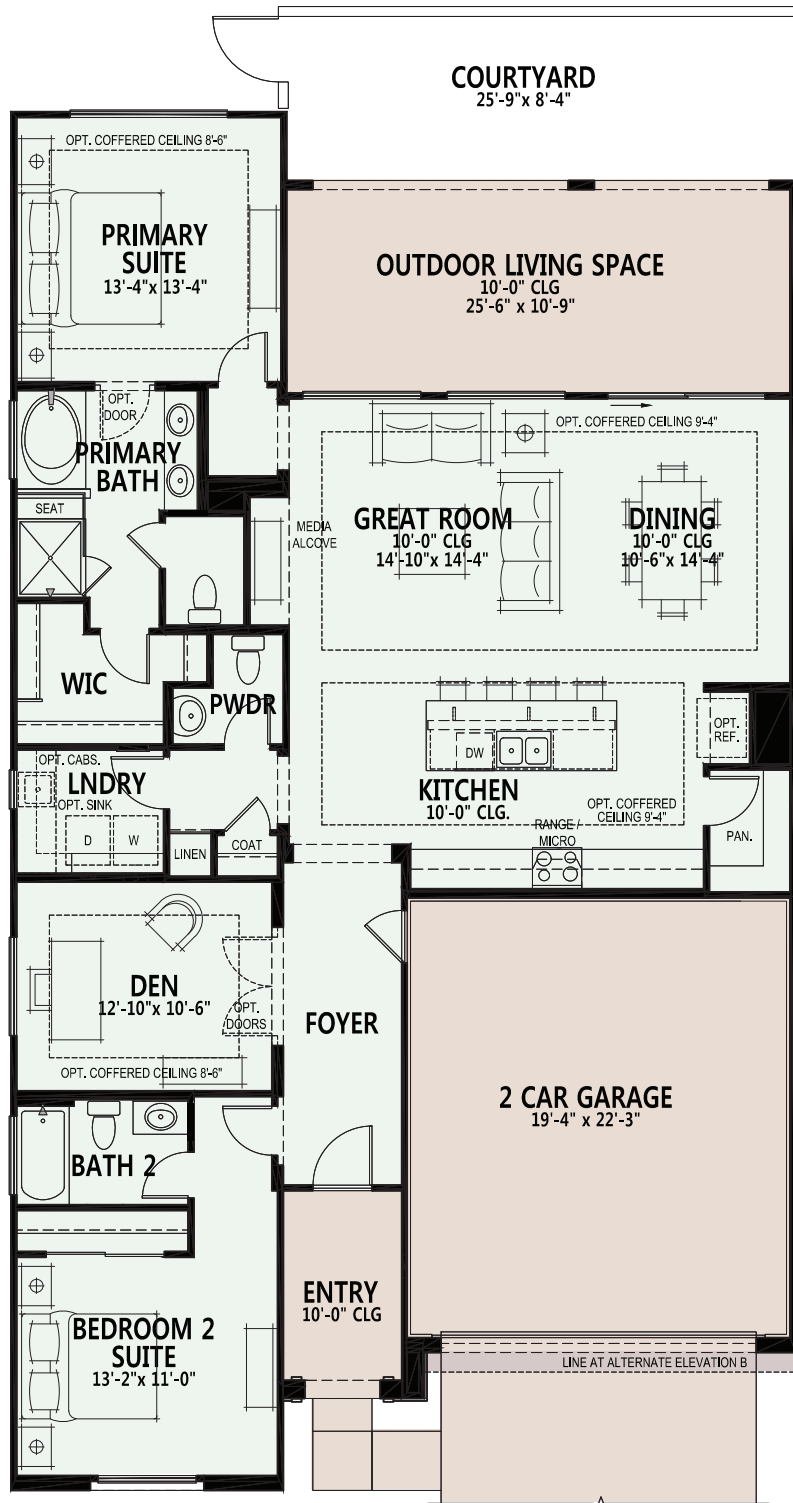 COURTYARD
25'-9"x 8'-4"
OPT. COFFERED CEILING 8'-6"
PRIMARY
SUITE
13'-4"x 13'-4"
OUTDOOR LIVING SPACE
10'-0" CLG
25'-6" x 10'-9"
OPT.
DOOR
PRIMARY
BATH
SEAT
OPT. COFFERED CEILING 9'-4"
MEDIA
ALCOVE
GREAT ROOM
10'-0" CLG
14'-10"x 14'-4"
DINING
10'-0" CLG
10'-6"x 14'-4"
WIC
PWDR
OPT.
REF.
DW
OPT. CABS.
LNDRY
OPT. SINK
D
W
LINEN
COAT
KITCHEN
10'-0" CLG.
OPT. COFFERED
CEILING 9'-4"
RANGE /
MICRO
PAN.
DEN
12'-10"x 10'-6"
OPT.
DOORS
OPT. COFFERED CEILING 8'-6"
FOYER
2 CAR GARAGE
19'-4" x 22'-3"
BATH 2
ENTRY
10'-0" CLG
BEDROOM 2
SUITE
13'-2"x 11'-0"
LINE AT ALTERNATE ELEVATION B